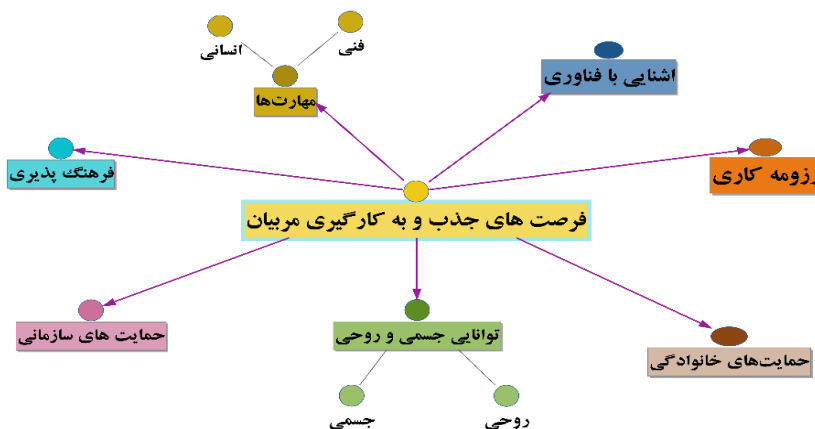 انسانی
فنی
مهارت‌ها
اشنایی با فناوری
فرهنگ پذیری
رزومه کاری
فرصت های جذب و به کارگیری مربیان
حمایت های سازمانی
توانایی جسمی و روحی
حمایت‌های خانوادگی
جسمی
روحی